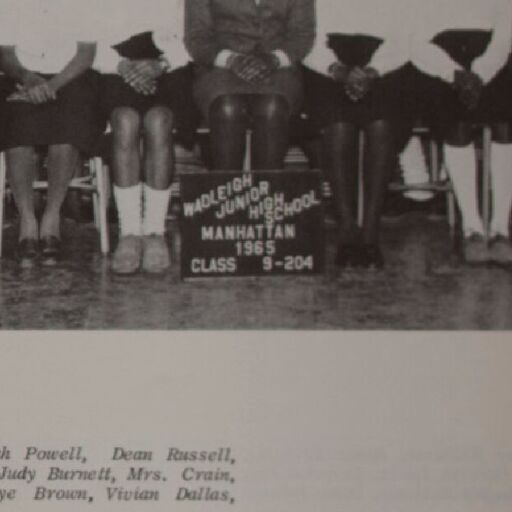 WADLEIGH
JUNIOR HIGH
SCHOOL
MANHATTAN
1965
CLASS 9-204
Powell, Dean Russell,
Judy Burnett, Mrs. Crain,
Brown, Vivian Dallas,